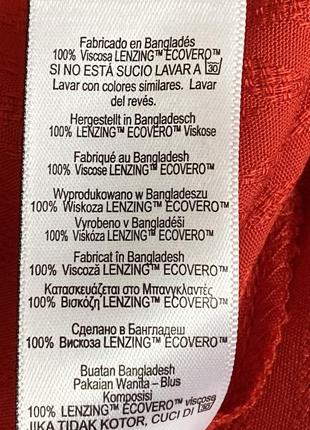 Fabricado en Bangladés
100% Viscosa LENZING™ ECOVERO™
SI NO ESTÁ SUCIO LAVAR A 30
Lavar con colores similares. Lavar
del revés.
Hergestellt in Bangladesch
100% LENZING™ ECOVERO™ Viskose
Fabriqué au Bangladesh
100% Viscose LENZING™ ECOVERO™
Wyprodukowano w Bangladeszu
100% Wiskoza LENZING™ ECOVERO™
Vyrobeno v Bangladéši
100% Viskóza LENZING™ ECOVERO™
Fabricat în Bangladesh
100% Viscoză LENZING™ ECOVERO™
Κατασκευάζεται στο Μπανγκλαντές
100% Βισκόζη LENZING™ ECOVERO™
Сделано в Бангладеш
100% Вискоза LENZING™ ECOVERO™
Buatan Bangladesh
Pakaian Wanita – Blus
Komposisi
100% LENZING™ ECOVERO™ viscose
JIKA TIDAK KOTOR, CUCI DI 30